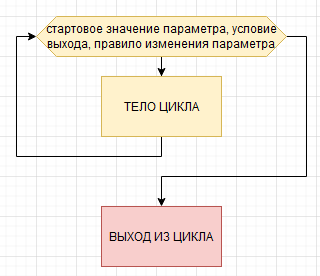 стартовое значение параметра, условие
выхода, правило изменения параметра
ТЕЛО ЦИКЛА
ВЫХОД ИЗ ЦИКЛА